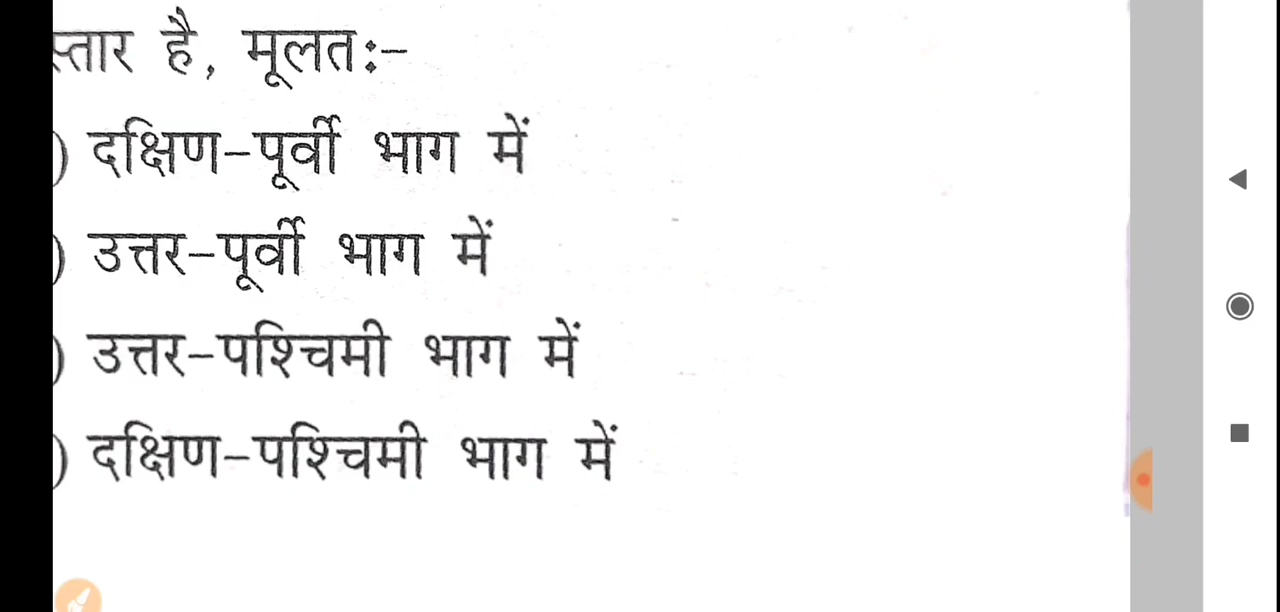 स्तार है, मूलतः-
) दक्षिण-पूर्वी भाग में
) उत्तर-पूर्वी भाग में
) उत्तर-पश्चिमी भाग में
) दक्षिण-पश्चिमी भाग में